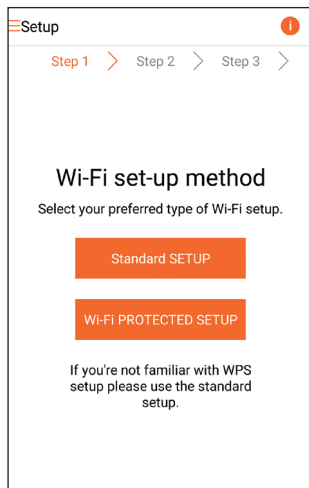 Setup
i
Step 1 Step 2 Step 3
Wi-Fi set-up method
Select your preferred type of Wi-Fi setup.
Standard SETUP
Wi-Fi PROTECTED SETUP
If you're not familiar with WPS
setup please use the standard
setup.